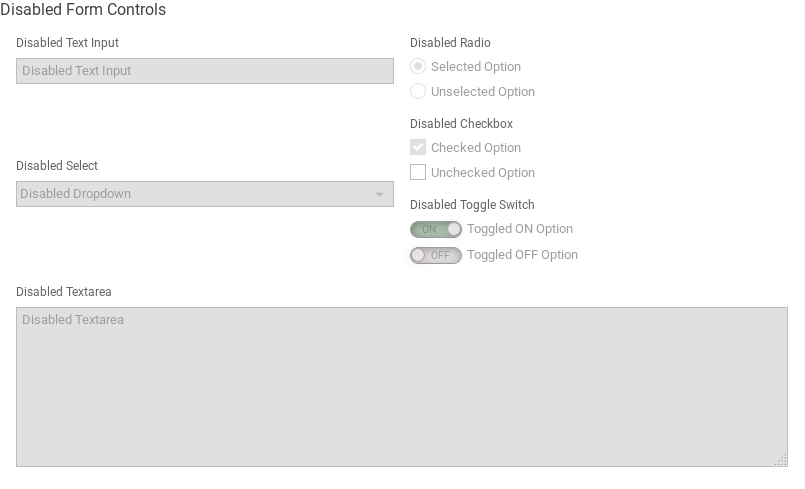 Disabled Form Controls
Disabled Text Input
Disabled Text Input
Disabled Select
Disabled Dropdown
Disabled Radio
Selected Option
Unselected Option
Disabled Checkbox
Checked Option
Unchecked Option
Disabled Toggle Switch
ON Toggled ON Option
OFF Toggled OFF Option
Disabled Textarea
Disabled Textarea